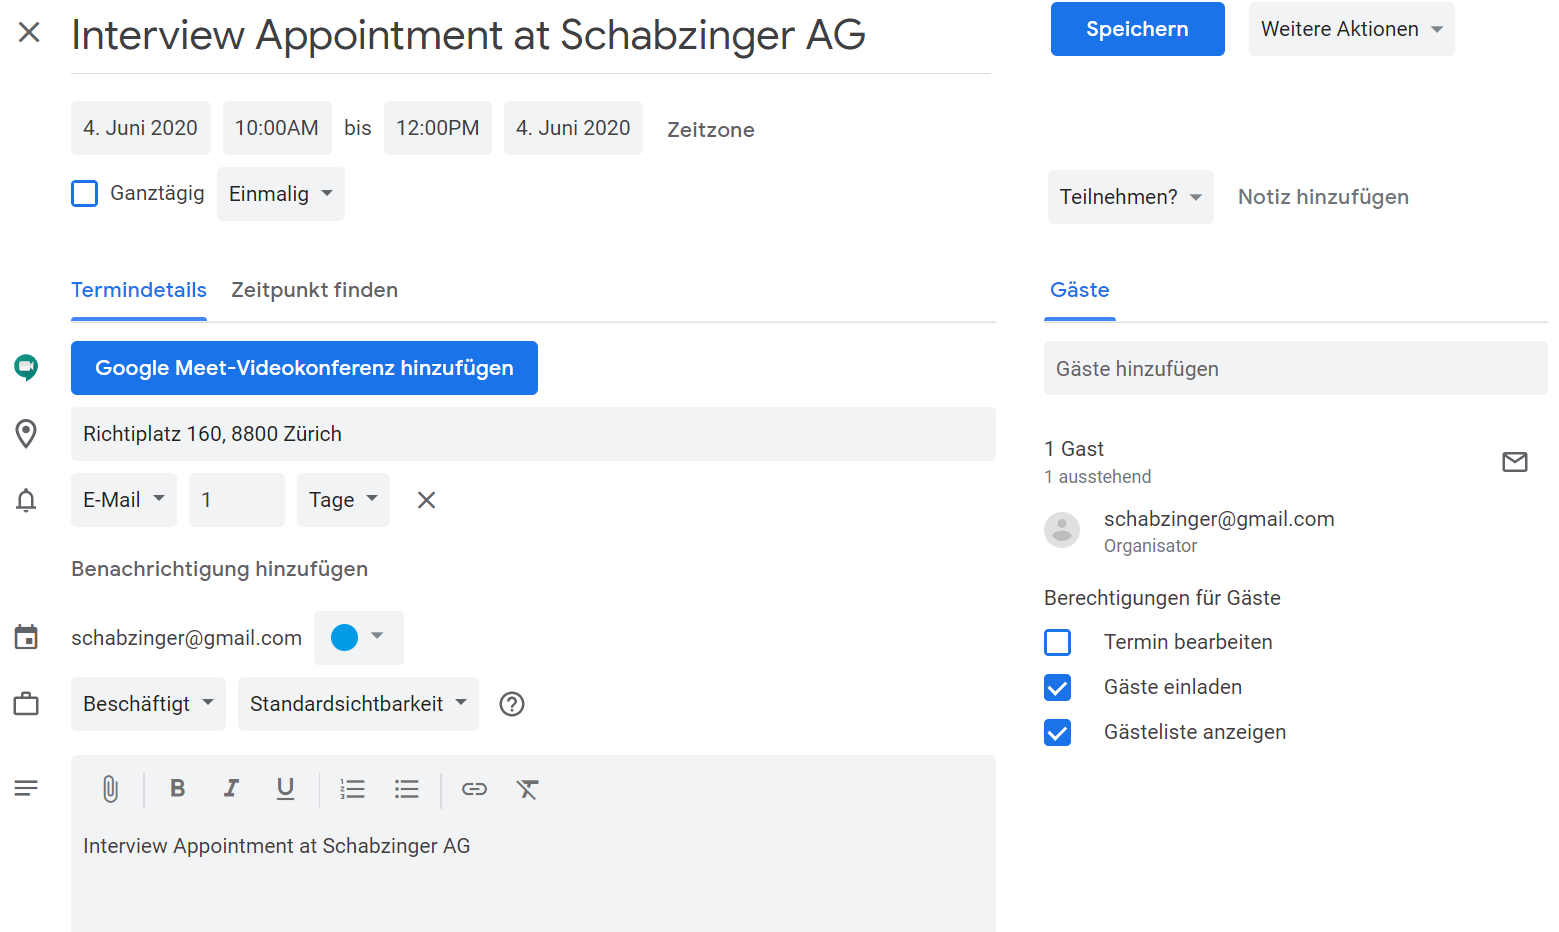 Interview Appointment at Schabzinger AG
Speichern
Weitere Aktionen
4. Juni 2020 10:00AM bis 12:00PM 4. Juni 2020 Zeitzone
Ganztägig Einmalig
Teilnehmen? Notiz hinzufügen
Termindetails Zeitpunkt finden
Google Meet-Videokonferenz hinzufügen
Richtiplatz 160, 8800 Zürich
E-Mail 1 Tage
Benachrichtigung hinzufügen
schabzinger@gmail.com
Beschäftigt Standardsichtbarkeit
B I U
Interview Appointment at Schabzinger AG
Gäste
Gäste hinzufügen
1 Gast
1 ausstehend
schabzinger@gmail.com
Organisator
Berechtigungen für Gäste
Termin bearbeiten
Gäste einladen
Gästeliste anzeigen